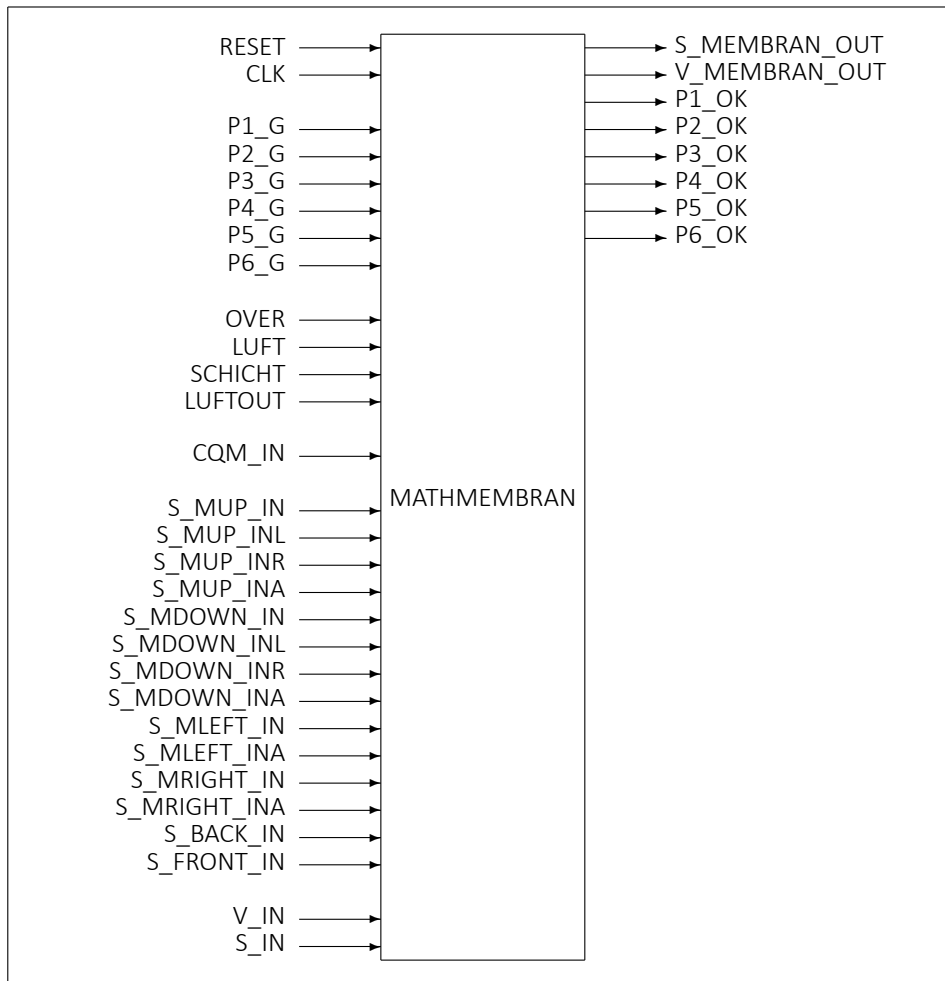 RESET
CLK
P1_G
P2_G
P3_G
P4_G
P5_G
P6_G
OVER
LUFT
SCHICHT
LUFTOUT
CQM_IN
S_MUP_IN
S_MUP_INL
S_MUP_INR
S_MUP_INA
S_MDOWN_IN
S_MDOWN_INL
S_MDOWN_INR
S_MDOWN_INA
S_MLEFT_IN
S_MLEFT_INA
S_MRIGHT_IN
S_MRIGHT_INA
S_BACK_IN
S_FRONT_IN
V_IN
S_IN
MATHMEMBRAN
S_MEMBRAN_OUT
V_MEMBRAN_OUT
P1_OK
P2_OK
P3_OK
P4_OK
P5_OK
P6_OK